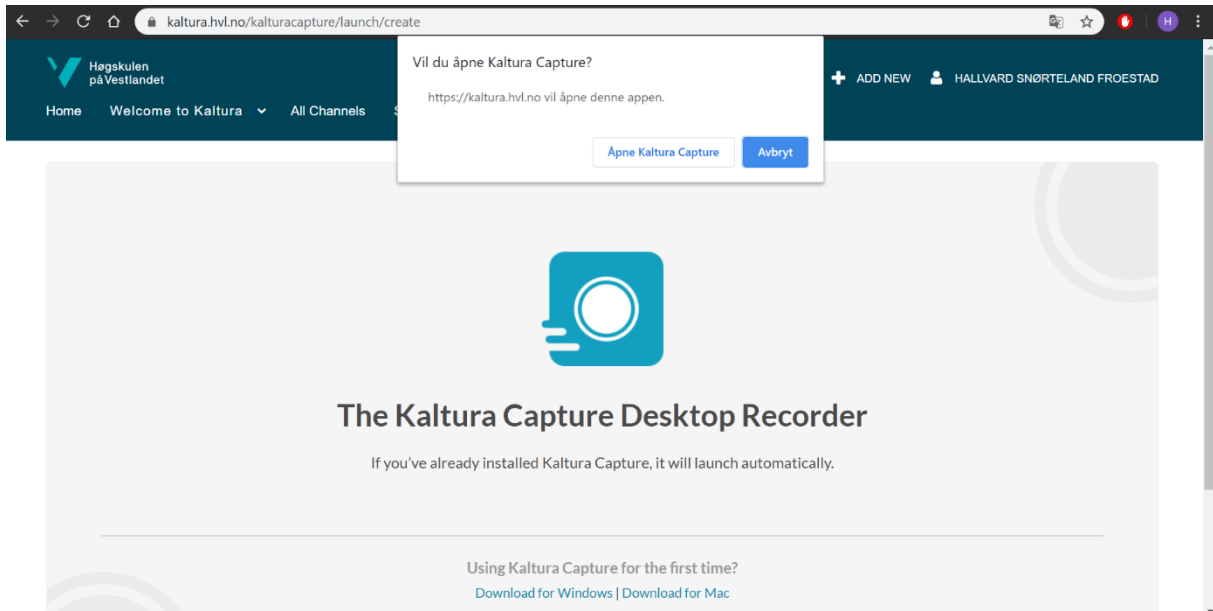 kaltura.hvl.no/kalturacapture/launch/create
H
Høgskulen
på Vestlandet
ADD NEW
HALLVARD SNØRTELAND FROESTAD
Home Welcome to Kaltura All Channels
Vil du åpne Kaltura Capture?
https://kaltura.hvl.no vil åpne denne appen.
Åpne Kaltura Capture Avbryt
The Kaltura Capture Desktop Recorder
If you've already installed Kaltura Capture, it will launch automatically.
Using Kaltura Capture for the first time?
Download for Windows | Download for Mac